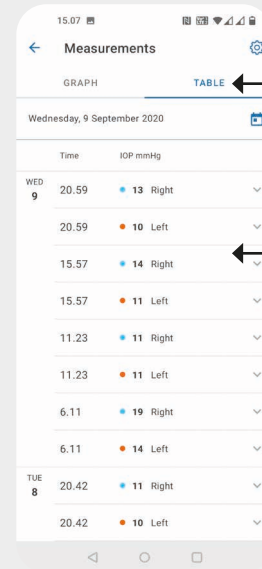 15.07
Measurements
GRAPH TABLE
Wednesday, 9 September 2020
Time IOP mmHg
WED
9
20.59 13 Right
20.59 10 Left
15.57 14 Right
15.57 11 Left
11.23 11 Right
11.23 11 Left
6.11 19 Right
6.11 14 Left
TUE
8
20.42 11 Right
20.42 10 Left